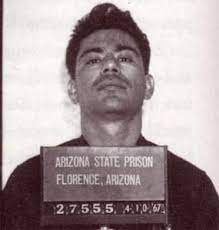 ARIZONA STATE PRISON
FLORENCE, ARIZONA
27555 4-10-67